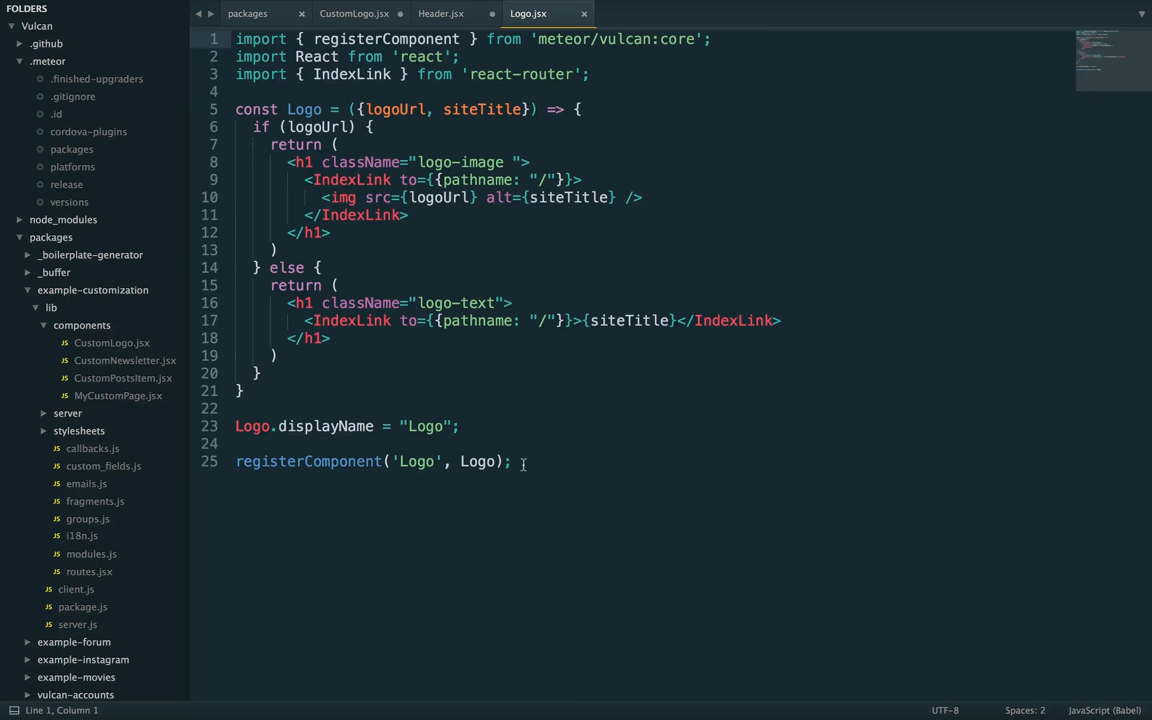 FOLDERS
Vulcan
.github
.meteor
.finished-upgraders
.gitignore
.id
cordova-plugins
packages
platforms
release
versions
node_modules
packages
_boilerplate-generator
_buffer
example-customization
lib
components
CustomLogo.jsx
CustomNewsletter.jsx
CustomPostsItem.jsx
MyCustomPage.jsx
server
stylesheets
callbacks.js
custom_fields.js
emails.js
fragments.js
groups.js
i18n.js
modules.js
routes.jsx
client.js
package.js
server.js
example-forum
example-instagram
example-movies
vulcan-accounts
packages CustomLogo.jsx Header.jsx Logo.jsx
1 import { registerComponent } from 'meteor/vulcan:core';
2 import React from 'react';
3 import { IndexLink } from 'react-router';
4
5 const Logo = ({logoUrl, siteTitle}) => {
6 if (logoUrl) {
7 return (
8 <h1 className="logo-image ">
9 <IndexLink to={{pathname: "/"}}>
10 <img src={logoUrl} alt={siteTitle} />
11 </IndexLink>
12 </h1>
13 )
14 } else {
15 return (
16 <h1 className="logo-text">
17 <IndexLink to={{pathname: "/"}}>{siteTitle}</IndexLink>
18 </h1>
19 )
20 }
21 }
22
23 Logo.displayName = "Logo";
24
25 registerComponent('Logo', Logo);
Line 1, Column 1 UTF-8 Spaces: 2 JavaScript (Babel)